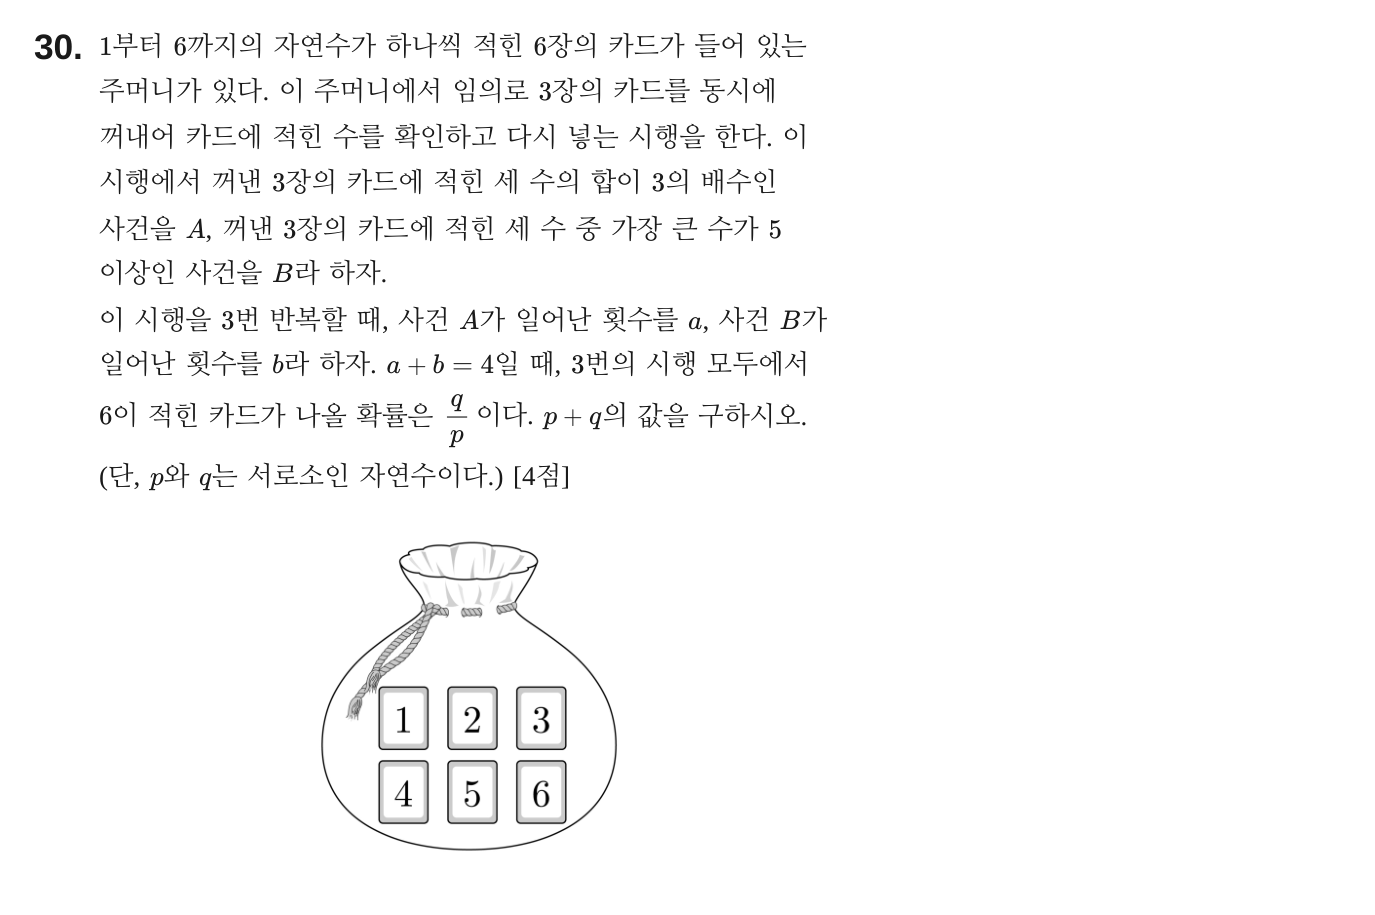 30. 1부터 6까지의 자연수가 하나씩 적힌 6장의 카드가 들어 있는
주머니가 있다. 이 주머니에서 임의로 3장의 카드를 동시에
꺼내어 카드에 적힌 수를 확인하고 다시 넣는 시행을 한다. 이
시행에서 꺼낸 3장의 카드에 적힌 세 수의 합이 3의 배수인
사건을 A, 꺼낸 3장의 카드에 적힌 세 수 중 가장 큰 수가 5
이상인 사건을 B라 하자.
이 시행을 3번 반복할 때, 사건 A가 일어난 횟수를 a, 사건 B가
일어난 횟수를 b라 하자. a + b = 4일 때, 3번의 시행 모두에서
6이 적힌 카드가 나올 확률은 q/p 이다. p + q의 값을 구하시오.
(단, p와 q는 서로소인 자연수이다.) [4점]
1 2 3
4 5 6